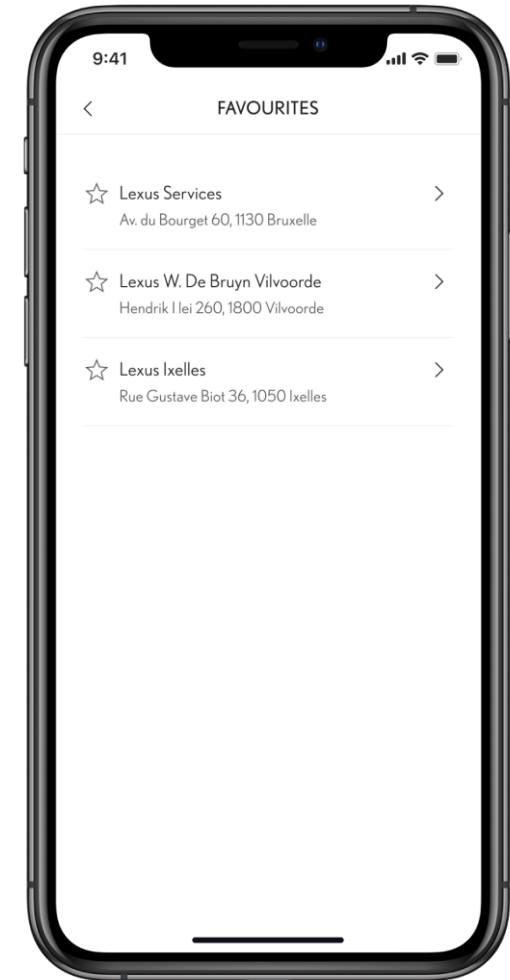 9:41
FAVOURITES
Lexus Services
Av. du Bourget 60, 1130 Bruxelle
Lexus W. De Bruyn Vilvoorde
Hendrik I lei 260, 1800 Vilvoorde
Lexus Ixelles
Rue Gustave Biot 36, 1050 Ixelles